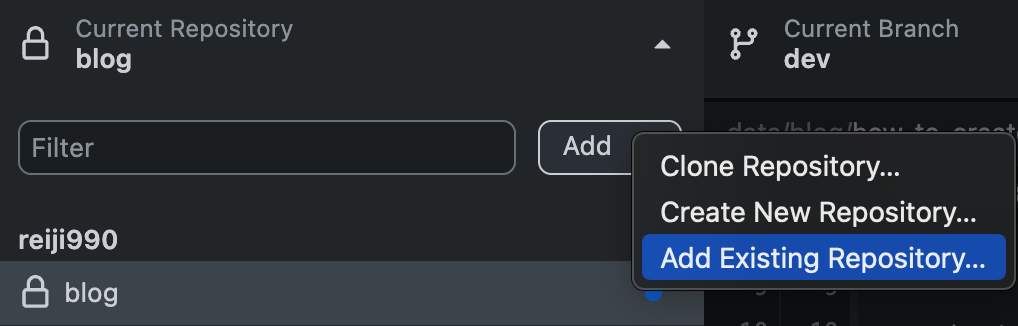 Current Repository
blog
Current Branch
dev
Filter
Add
Clone Repository...
Create New Repository...
Add Existing Repository...
reiji990
blog